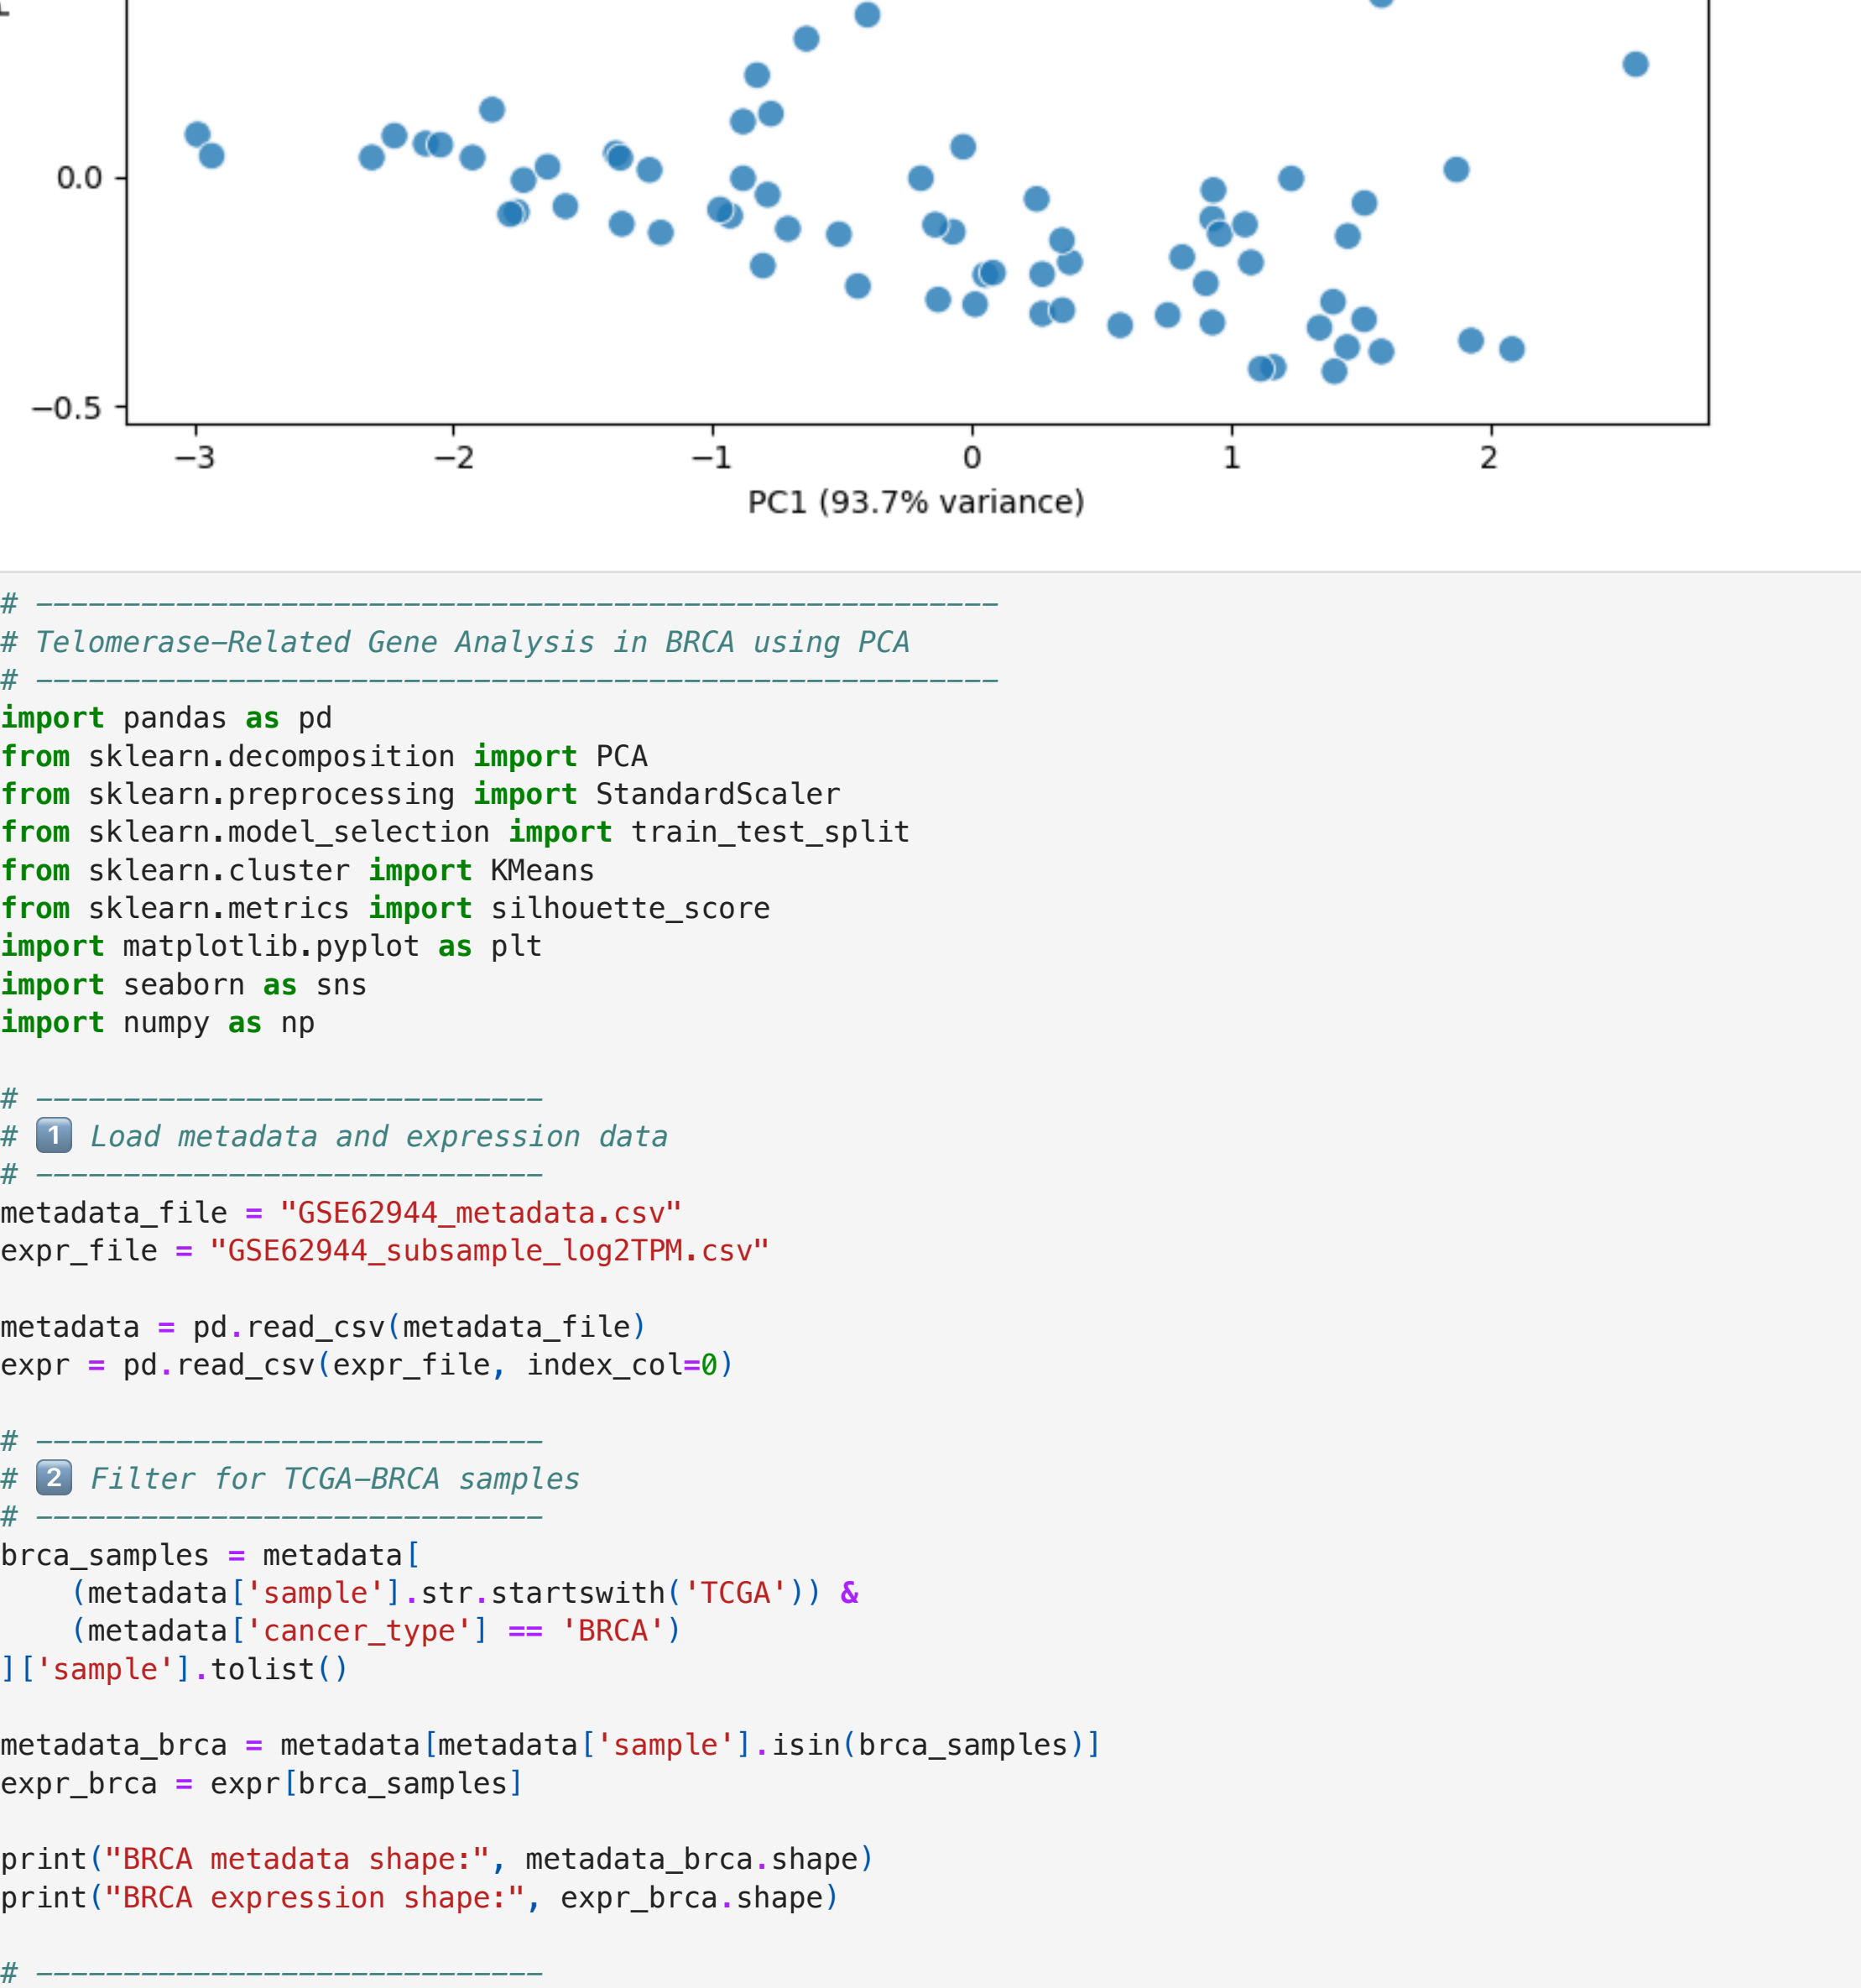 0.0
−0.5
−3 −2 −1 0 1 2
PC1 (93.7% variance)
# -------------------------------------------------------
# Telomerase-Related Gene Analysis in BRCA using PCA
# -------------------------------------------------------
import pandas as pd
from sklearn.decomposition import PCA
from sklearn.preprocessing import StandardScaler
from sklearn.model_selection import train_test_split
from sklearn.cluster import KMeans
from sklearn.metrics import silhouette_score
import matplotlib.pyplot as plt
import seaborn as sns
import numpy as np
# -----------------------------
# 1️⃣ Load metadata and expression data
# -----------------------------
metadata_file = "GSE62944_metadata.csv"
expr_file = "GSE62944_subsample_log2TPM.csv"
metadata = pd.read_csv(metadata_file)
expr = pd.read_csv(expr_file, index_col=0)
# -----------------------------
# 2️⃣ Filter for TCGA-BRCA samples
# -----------------------------
brca_samples = metadata[
    (metadata['sample'].str.startswith('TCGA')) &
    (metadata['cancer_type'] == 'BRCA')
]['sample'].tolist()
metadata_brca = metadata[metadata['sample'].isin(brca_samples)]
expr_brca = expr[brca_samples]
print("BRCA metadata shape:", metadata_brca.shape)
print("BRCA expression shape:", expr_brca.shape)
# -----------------------------